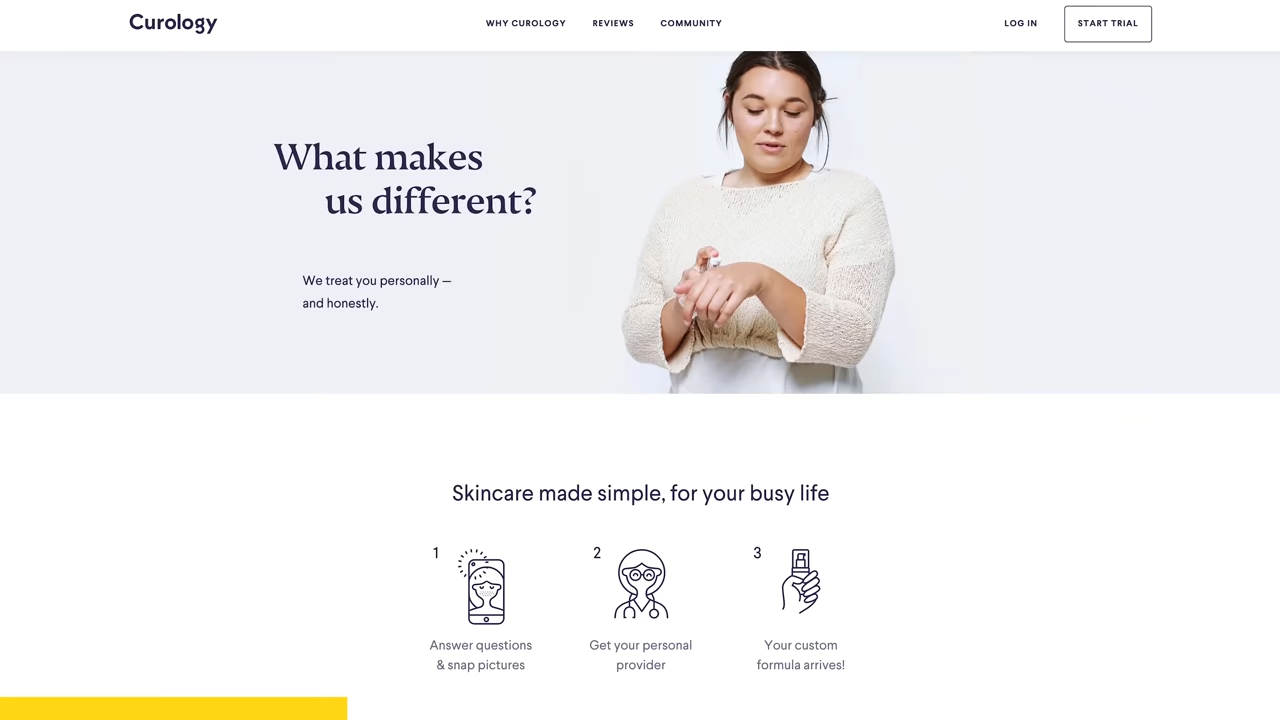 Curology
WHY CUROLOGY
REVIEWS
COMMUNITY
LOG IN
START TRIAL
What makes
us different?
We treat you personally —
and honestly.
Skincare made simple, for your busy life
1
Answer questions
& snap pictures
2
Get your personal
provider
3
Your custom
formula arrives!